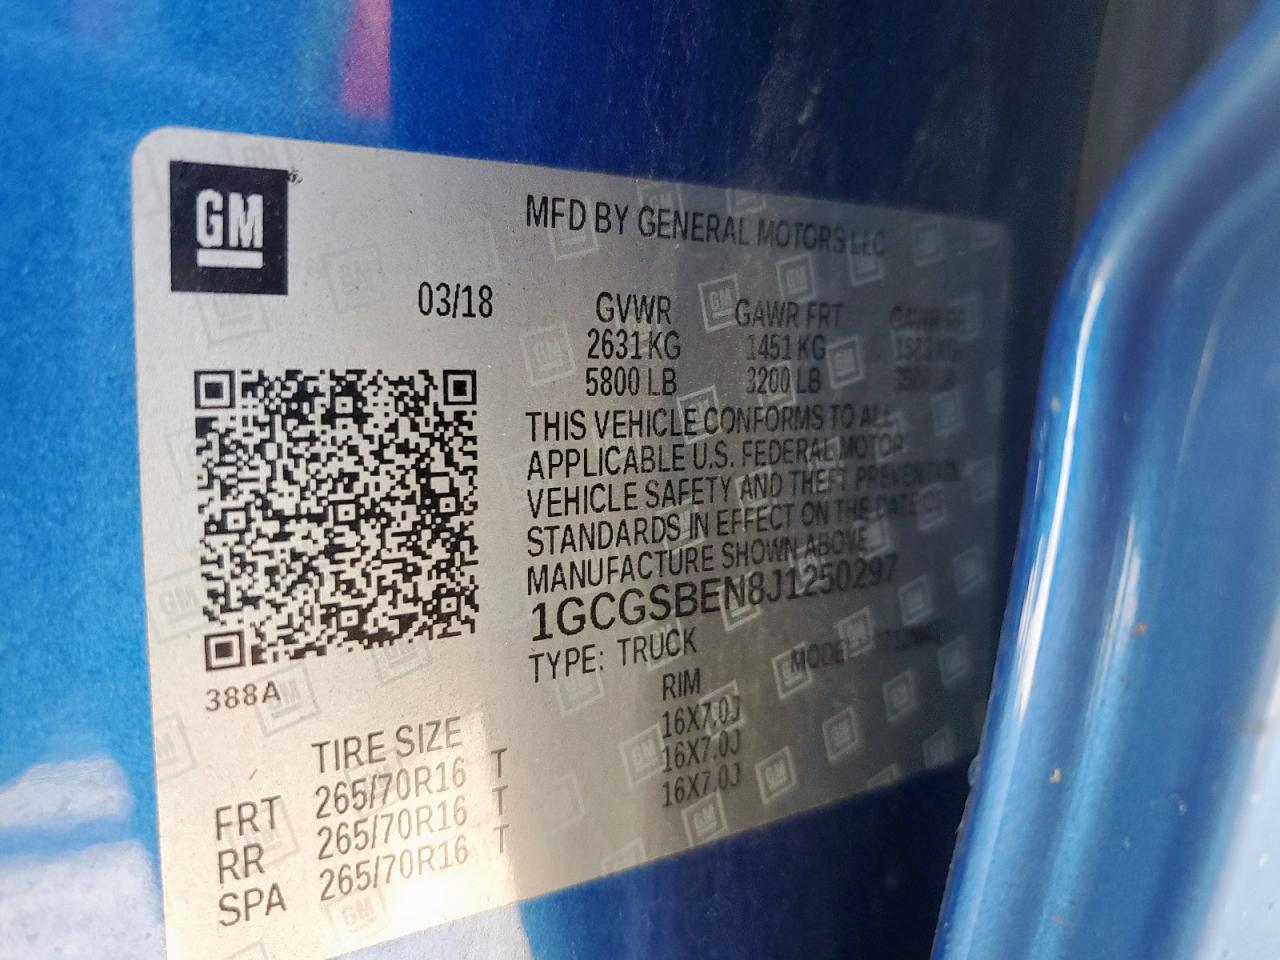 GM
MFD BY GENERAL MOTORS LLC
03/18
GVWR GAWR FRT GAWR RR
2631 KG 1451 KG
5800 LB 3200 LB
THIS VEHICLE CONFORMS TO ALL
APPLICABLE U.S. FEDERAL MOTOR
VEHICLE SAFETY AND THEFT PREVENTION
STANDARDS IN EFFECT ON THE DATE OF
MANUFACTURE SHOWN ABOVE.
1GCGSBEN8J1250297
TYPE: TRUCK MODEL:
388A
TIRE SIZE RIM
FRT 265/70R16 T 16X7.0J
RR 265/70R16 T 16X7.0J
SPA 265/70R16 T 16X7.0J